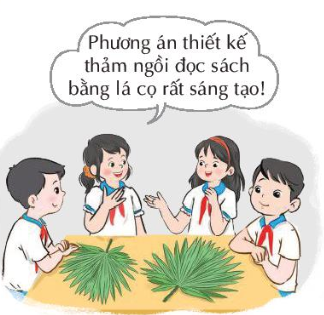 Phương án thiết kế
thảm ngồi đọc sách
bằng lá cọ rất sáng tạo!